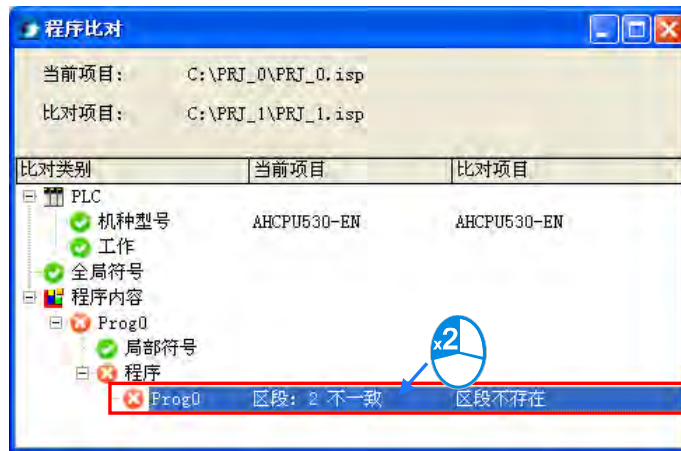 程序比对
当前项目: C:\PRJ_0\PRJ_0.isp
比对项目: C:\PRJ_1\PRJ_1.isp
比对类别 当前项目 比对项目
PLC
机种型号 AHCPU530-EN AHCPU530-EN
工作
全局符号
程序内容
Prog0
局部符号
程序
Prog0 区段: 2 不一致 区段不存在
x2